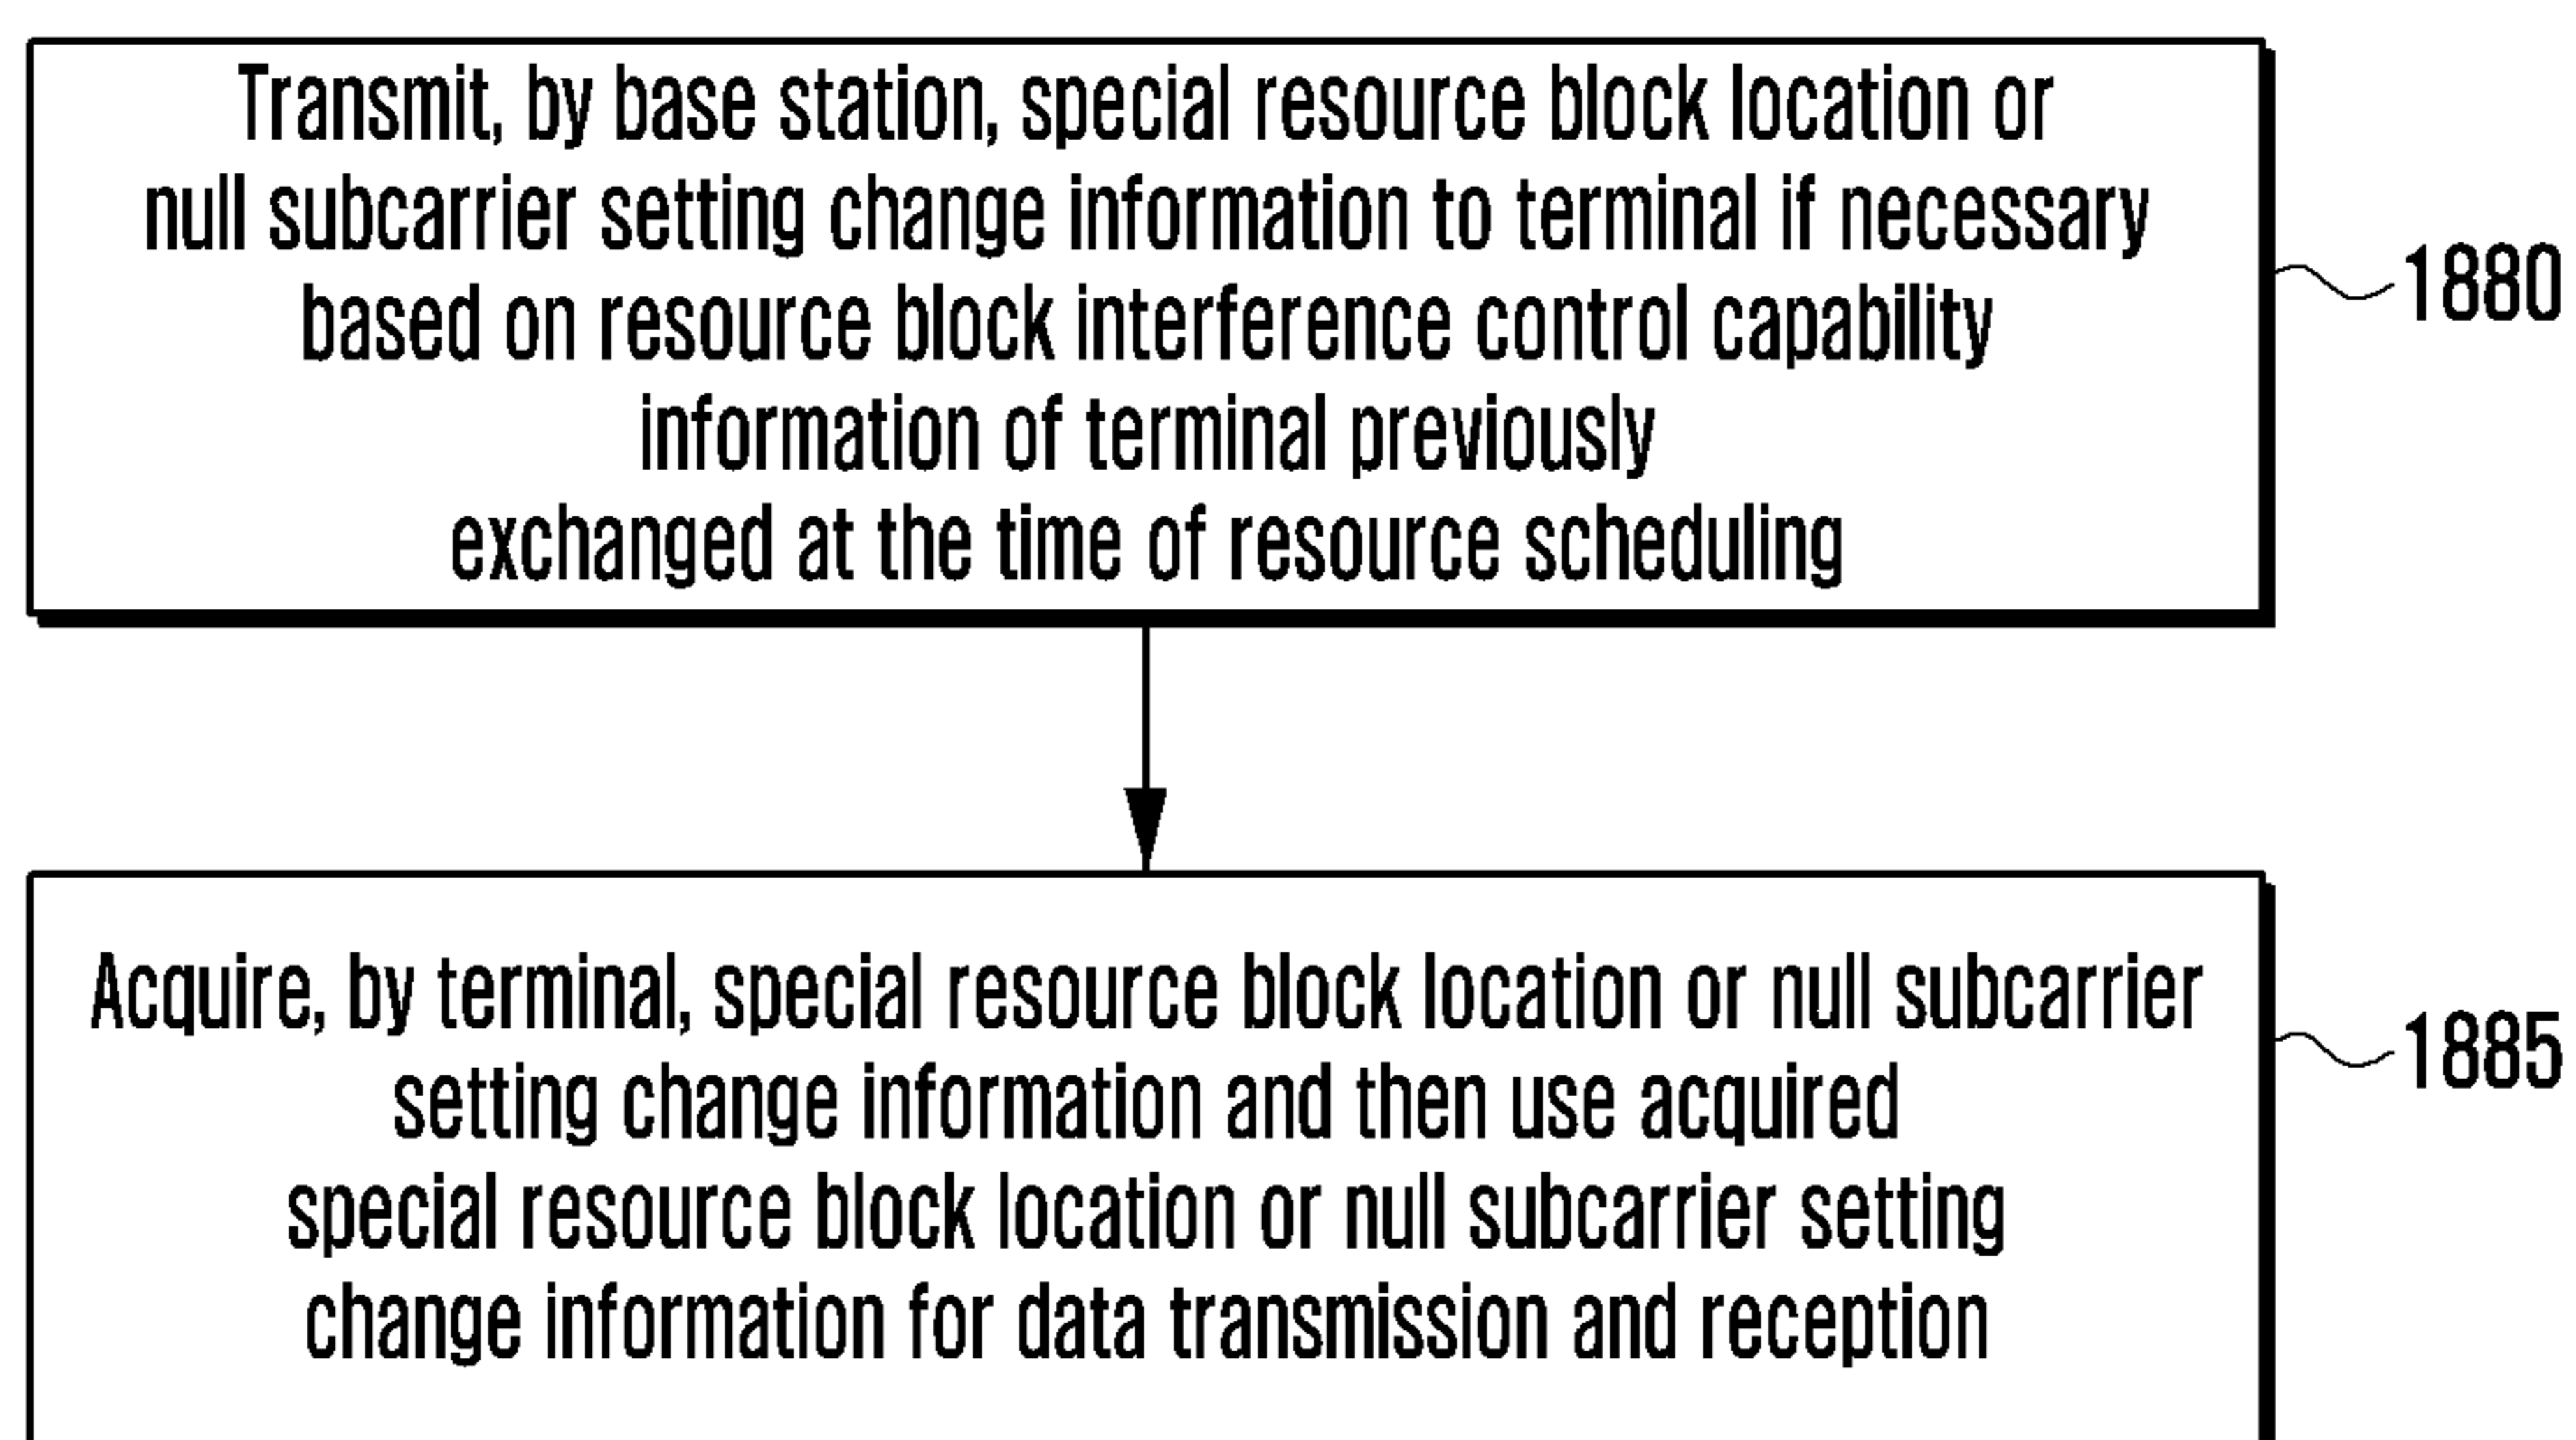 Transmit, by base station, special resource block location or
null subcarrier setting change information to terminal if necessary
based on resource block interference control capability
information of terminal previously
exchanged at the time of resource scheduling
1880
Acquire, by terminal, special resource block location or null subcarrier
setting change information and then use acquired
special resource block location or null subcarrier setting
change information for data transmission and reception
1885